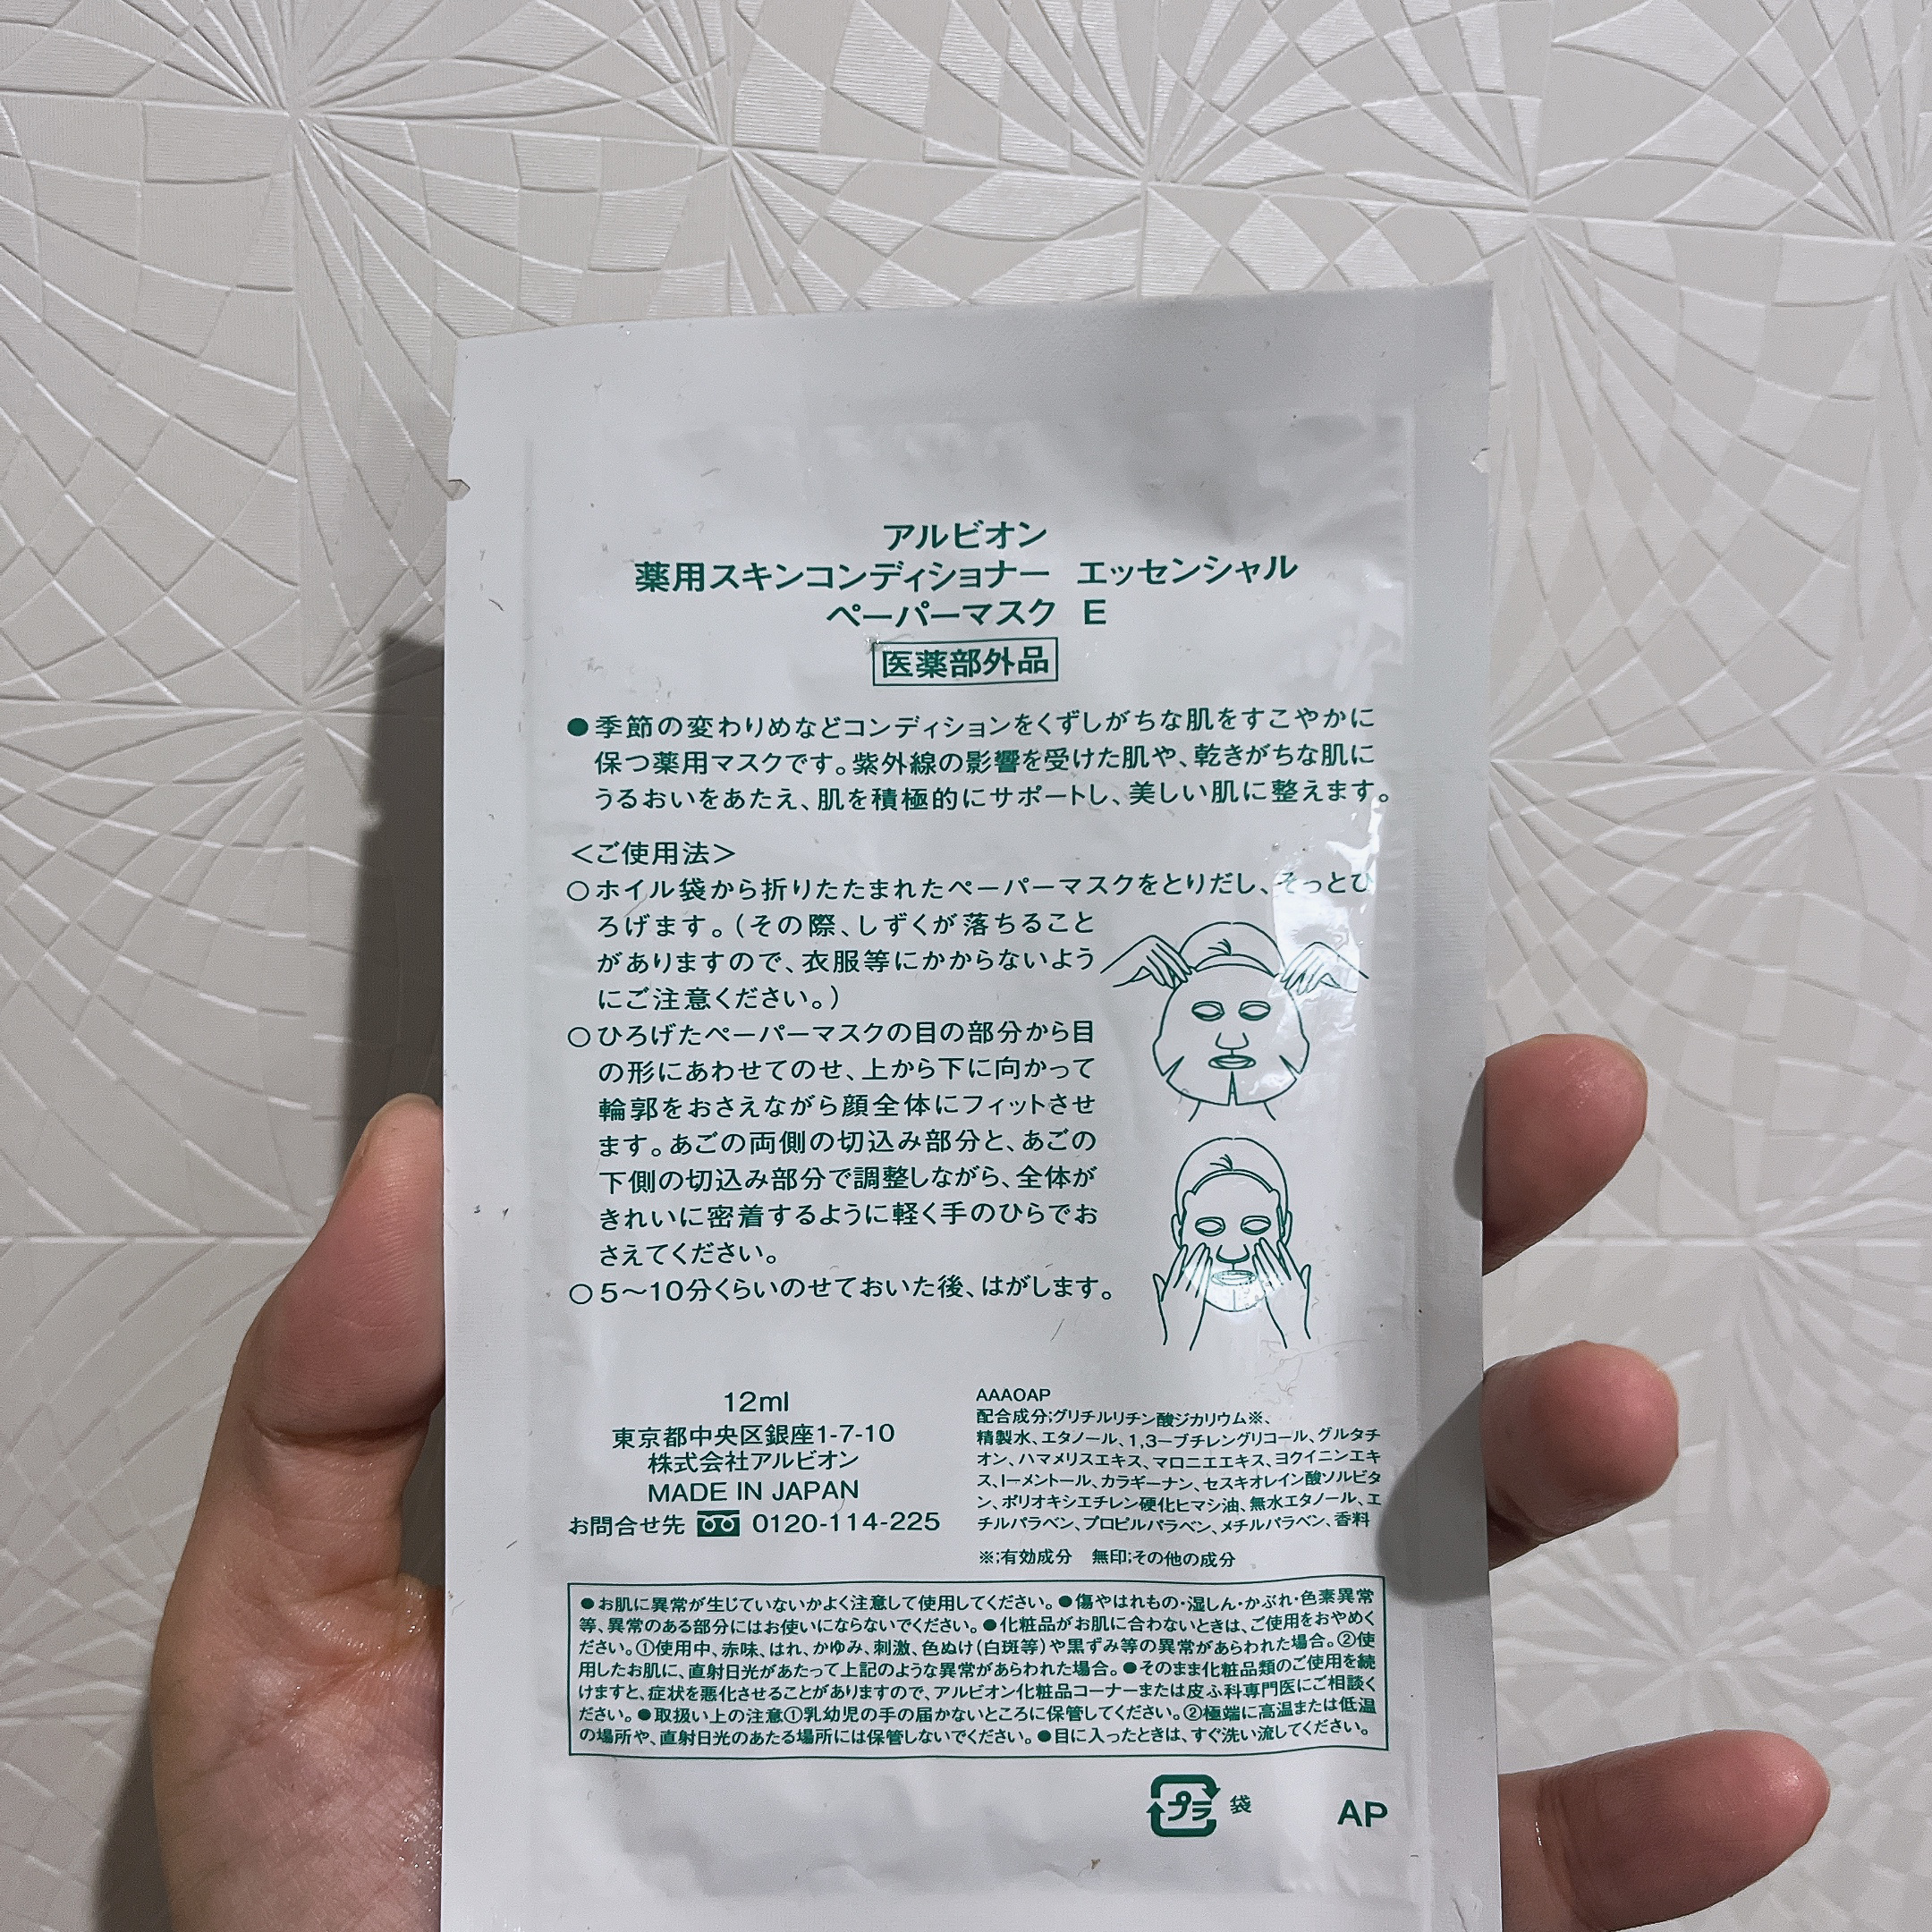 アルビオン
薬用スキンコンディショナー エッセンシャル
ペーパーマスク E
医薬部外品
●季節の変わりめなどコンディションをくずしがちな肌をすこやかに
保つ薬用マスクです。紫外線の影響を受けた肌や、乾きがちな肌に
うるおいをあたえ、肌を積極的にサポートし、美しい肌に整えます。
＜ご使用法＞
○ホイル袋から折りたたまれたペーパーマスクをとりだし、そっとひ
ろげます。（その際、しずくが落ちること
がありますので、衣服等にかからないよう
にご注意ください。）
○ひろげたペーパーマスクの目の部分から目
の形にあわせてのせ、上から下に向かって
輪郭をおさえながら顔全体にフィットさせ
ます。あごの両側の切込み部分と、あごの
下側の切込み部分で調整しながら、全体が
きれいに密着するように軽く手のひらでお
さえてください。
○5〜10分くらいのせておいた後、はがします。
12ml
東京都中央区銀座1-7-10
株式会社アルビオン
MADE IN JAPAN
お問合せ先 0120-114-225
AAAOAP
配合成分;グリチルリチン酸ジカリウム※、
精製水、エタノール、1,3ーブチレングリコール、グルタチ
オン、ハマメリスエキス、マロニエエキス、ヨクイニンエキ
ス、lーメントール、カラギーナン、セスキオレイン酸ソルビタ
ン、ポリオキシエチレン硬化ヒマシ油、無水エタノール、エ
チルパラベン、プロピルパラベン、メチルパラベン、香料
※;有効成分 無印;その他の成分
●お肌に異常が生じていないかよく注意して使用してください。●傷やはれもの・湿しん・かぶれ・色素異常
等、異常のある部分にはお使いにならないでください。●化粧品がお肌に合わないときは、ご使用をおやめく
ださい。①使用中、赤味、はれ、かゆみ、刺激、色ぬけ（白斑等）や黒ずみ等の異常があらわれた場合。②使
用したお肌に、直射日光があたって上記のような異常があらわれた場合。●そのまま化粧品類のご使用を続
けますと、症状を悪化させることがありますので、アルビオン化粧品コーナーまたは皮ふ科専門医にご相談く
ださい。●取扱い上の注意①乳幼児の手の届かないところに保管してください。②極端に高温または低温
の場所や、直射日光のあたる場所には保管しないでください。●目に入ったときは、すぐ洗い流してください。
プラ 袋 AP